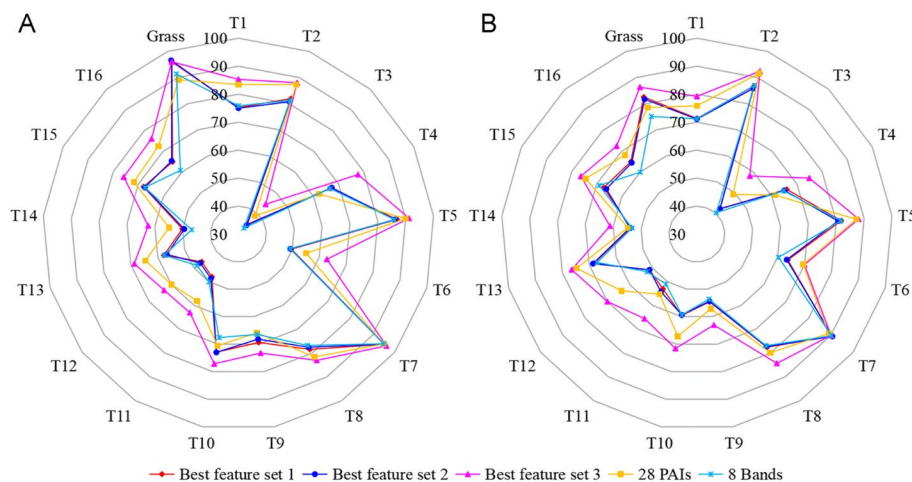 A
B
T1
T2
T3
T4
T5
T6
T7
T8
T9
T10
T11
T12
T13
T14
T15
T16
Grass
100
90
80
70
60
50
40
30
T1
T2
T3
T4
T5
T6
T7
T8
T9
T10
T11
T12
T13
T14
T15
T16
Grass
100
90
80
70
60
50
40
30
Best feature set 1 Best feature set 2 Best feature set 3 28 PAIs 8 Bands